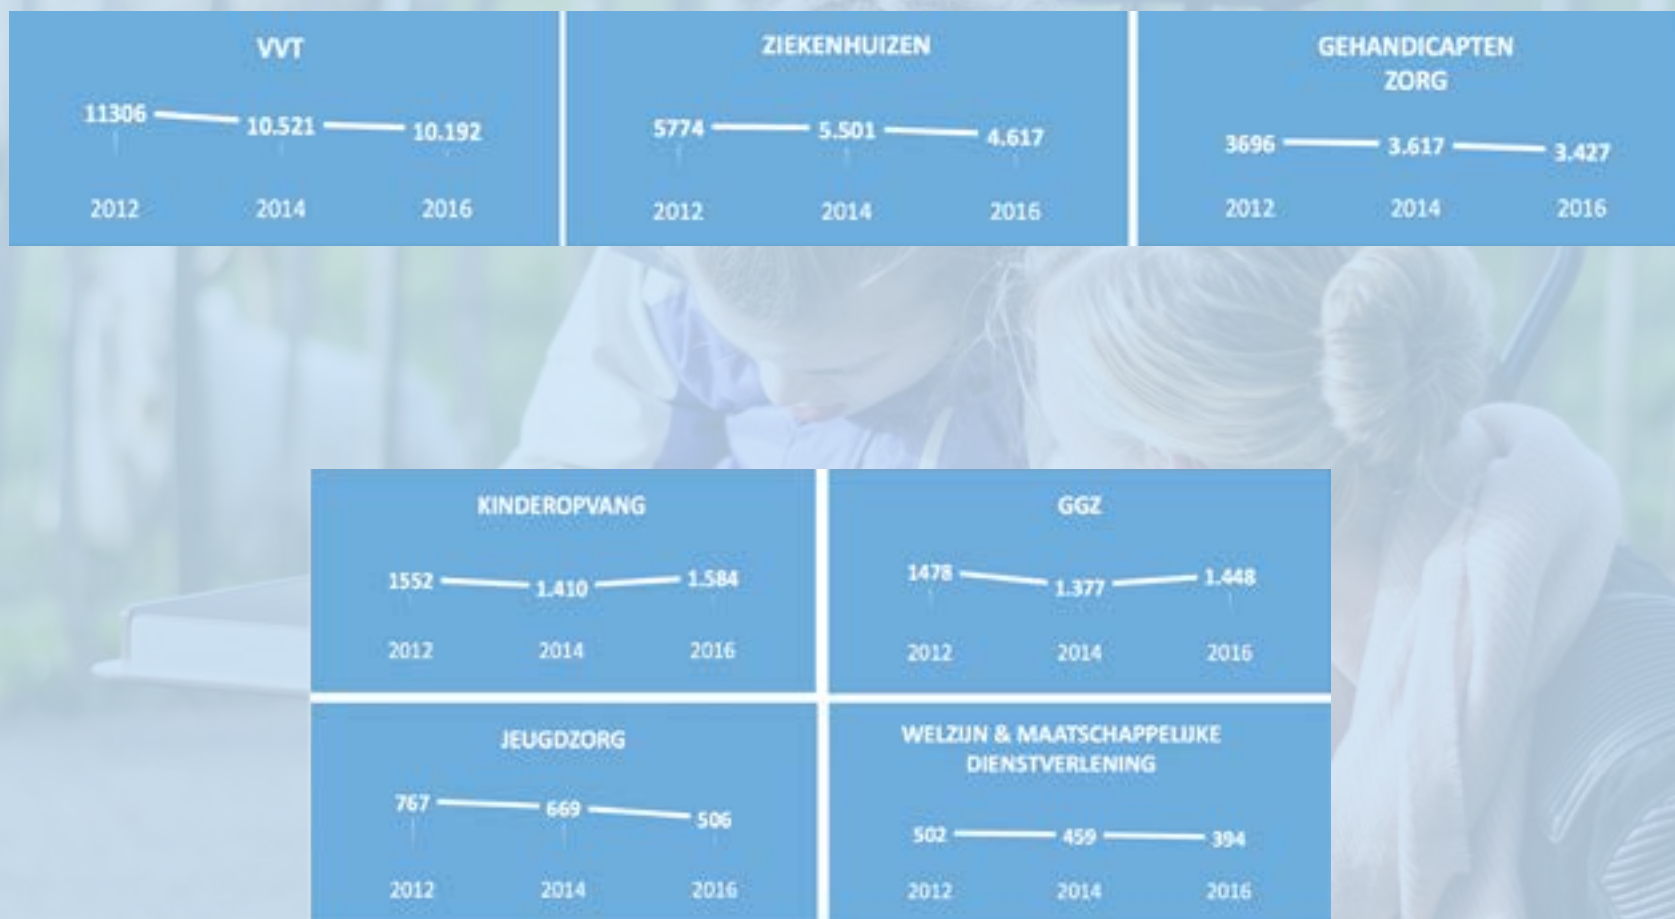 VVT
11306 10.521 10.192
2012 2014 2016
ZIEKENHUIZEN
5774 5.501 4.617
2012 2014 2016
GEHANDICAPTEN
ZORG
3696 3.617 3.427
2012 2014 2016
KINDEROPVANG
1552 1.410 1.584
2012 2014 2016
GGZ
1478 1.377 1.448
2012 2014 2016
JEUGDZORG
767 669 506
2012 2014 2016
WELZIJN & MAATSCHAPPELIJKE
DIENSTVERLENING
502 459 394
2012 2014 2016